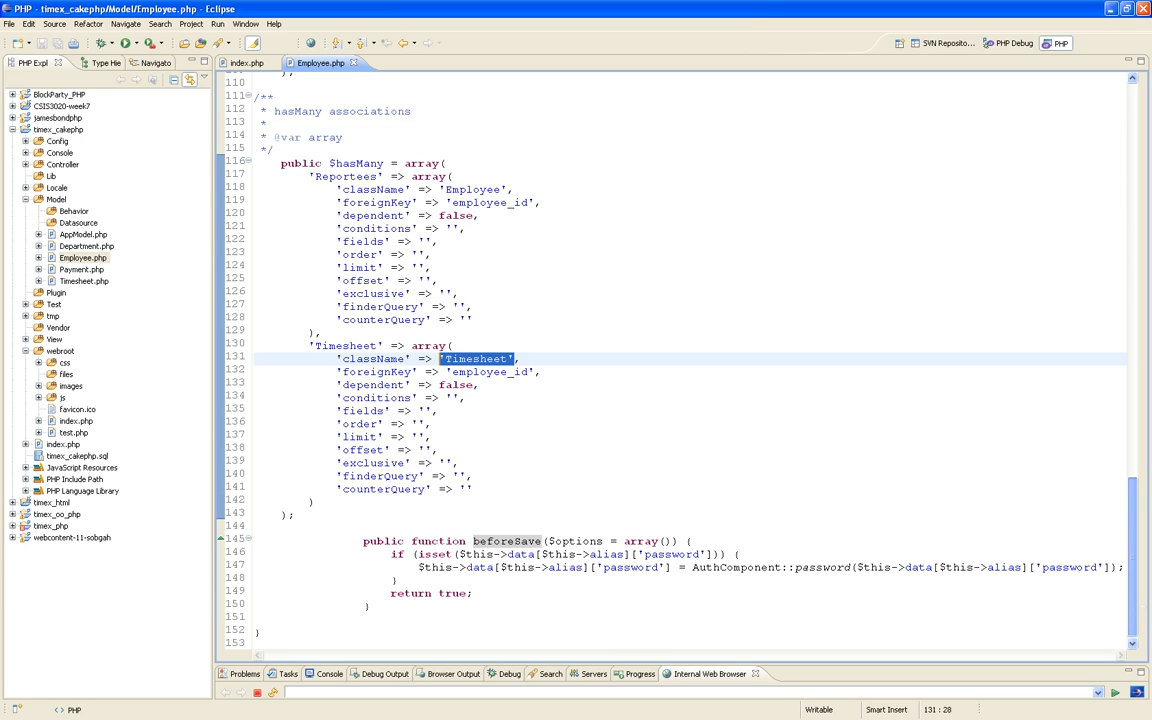 PHP - timex_cakephp/Model/Employee.php - Eclipse
File Edit Source Refactor Navigate Search Project Run Window Help
SVN Reposito... PHP Debug PHP
PHP Expl Type Hie Navigato
index.php Employee.php
BlockParty_PHP
CSIS3020-week7
jamesbondphp
timex_cakephp
Config
Console
Controller
Lib
Locale
Model
Behavior
Datasource
AppModel.php
Department.php
Employee.php
Payment.php
Timesheet.php
Plugin
Test
tmp
Vendor
View
webroot
css
files
images
js
favicon.ico
index.php
test.php
index.php
timex_cakephp.sql
JavaScript Resources
PHP Include Path
PHP Language Library
timex_html
timex_oo_php
timex_php
webcontent-11-sobgah
110
111 /**
112 * hasMany associations
113 *
114 * @var array
115 */
116 public $hasMany = array(
117 'Reportees' => array(
118 'className' => 'Employee',
119 'foreignKey' => 'employee_id',
120 'dependent' => false,
121 'conditions' => '',
122 'fields' => '',
123 'order' => '',
124 'limit' => '',
125 'offset' => '',
126 'exclusive' => '',
127 'finderQuery' => '',
128 'counterQuery' => ''
129 ),
130 'Timesheet' => array(
131 'className' => 'Timesheet',
132 'foreignKey' => 'employee_id',
133 'dependent' => false,
134 'conditions' => '',
135 'fields' => '',
136 'order' => '',
137 'limit' => '',
138 'offset' => '',
139 'exclusive' => '',
140 'finderQuery' => '',
141 'counterQuery' => ''
142 )
143 );
144
145 public function beforeSave($options = array()) {
146 if (isset($this->data[$this->alias]['password'])) {
147 $this->data[$this->alias]['password'] = AuthComponent::password($this->data[$this->alias]['password']);
148 }
149 return true;
150 }
151
152 }
153
Problems Tasks Console Debug Output Browser Output Debug Search Servers Progress Internal Web Browser
<> PHP Writable Smart Insert 131 : 28